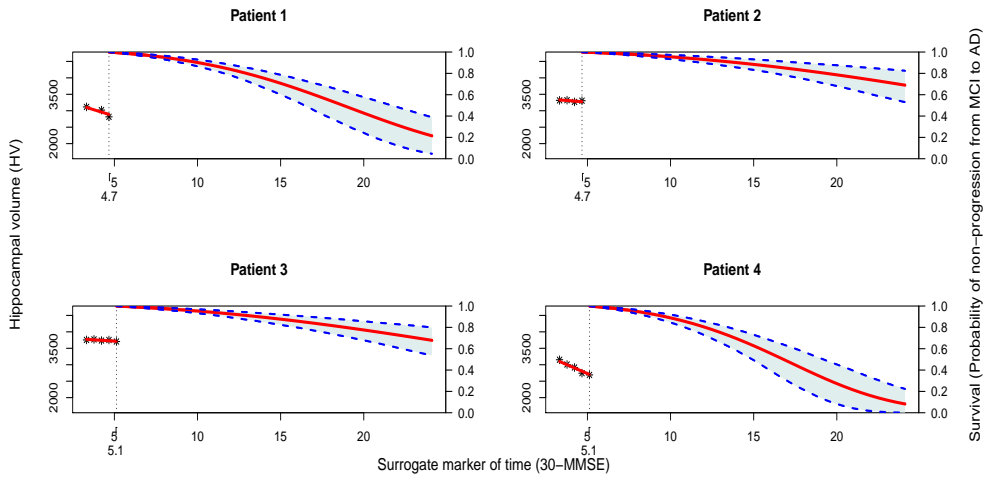 Patient 1
Patient 2
2000 3500
0.0 0.2 0.4 0.6 0.8 1.0
5 10 15 20
4.7
2000 3500
0.0 0.2 0.4 0.6 0.8 1.0
5 10 15 20
4.7
Patient 3
Patient 4
2000 3500
0.0 0.2 0.4 0.6 0.8 1.0
5 10 15 20
5.1
2000 3500
0.0 0.2 0.4 0.6 0.8 1.0
5 10 15 20
5.1
Hippocampal volume (HV)
Surrogate marker of time (30−MMSE)
Survival (Probability of non−progression from MCI to AD)